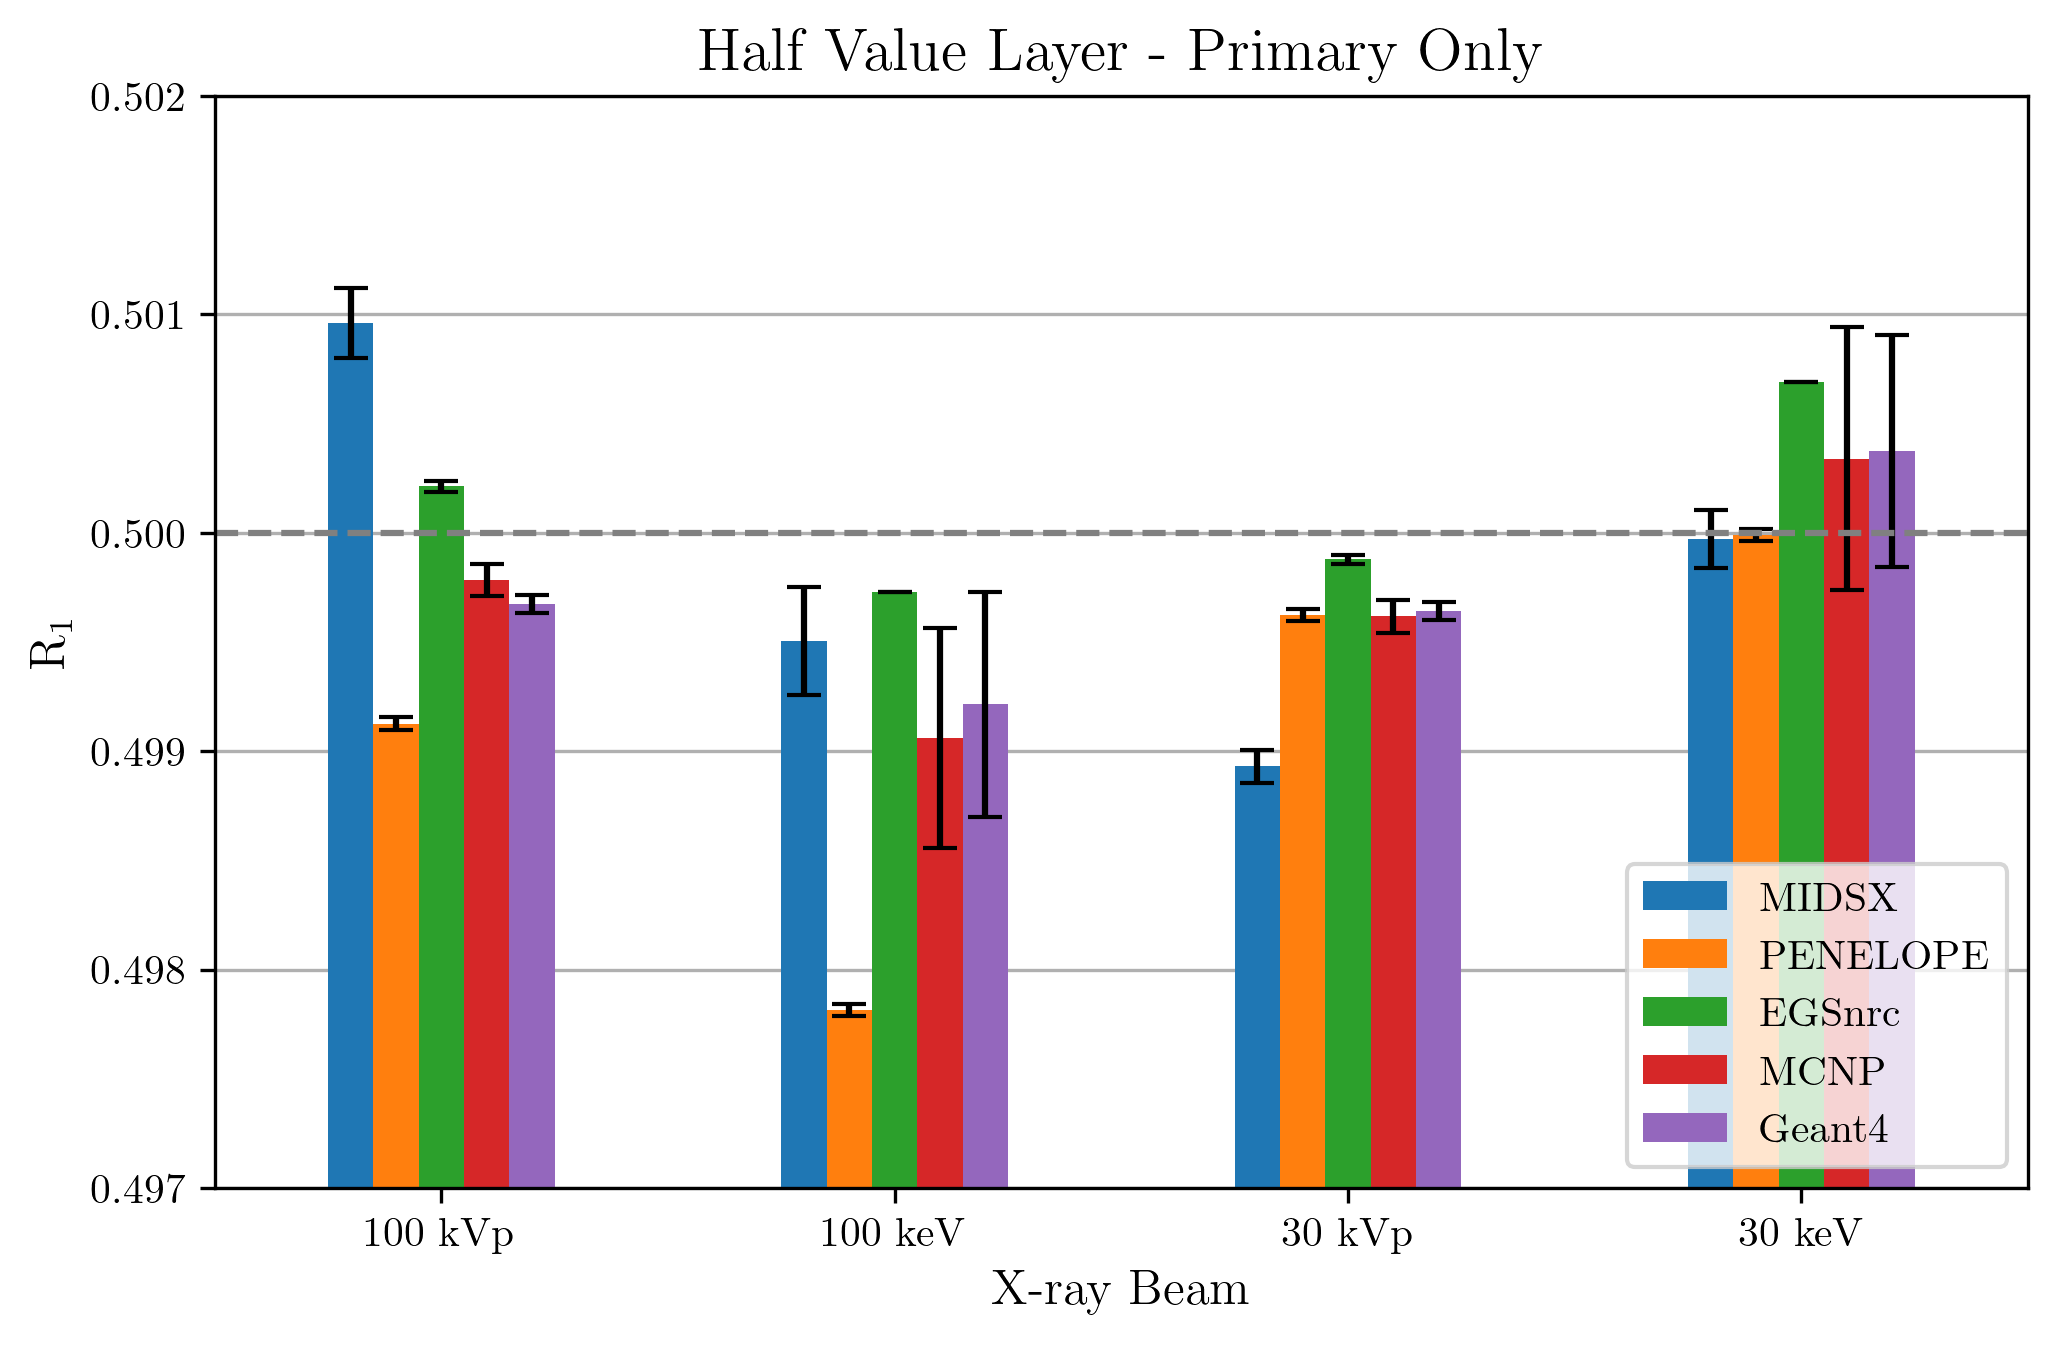 Half Value Layer - Primary Only
0.502
0.501
0.500
0.499
0.498
0.497
R₁
100 kVp
100 keV
30 kVp
30 keV
X-ray Beam
MIDSX
PENELOPE
EGSnrc
MCNP
Geant4